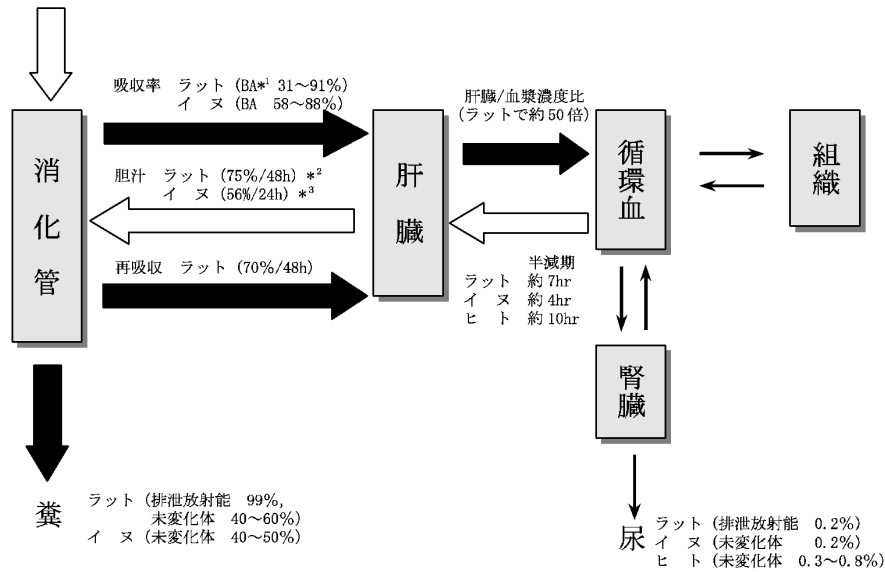 吸収率 ラット (BA*1 31～91%)
イ ヌ (BA 58～88%)
肝臓/血漿濃度比
(ラットで約50倍)
消化管
肝臓
循環血
組織
胆汁 ラット (75%/48h) *2
イ ヌ (56%/24h) *3
再吸収 ラット (70%/48h)
半減期
ラット 約7hr
イ ヌ 約4hr
ヒ ト 約10hr
腎臓
糞
ラット (排泄放射能 99%,
未変化体 40～60%)
イ ヌ (未変化体 40～50%)
尿
ラット (排泄放射能 0.2%)
イ ヌ (未変化体 0.2%)
ヒ ト (未変化体 0.3～0.8%)